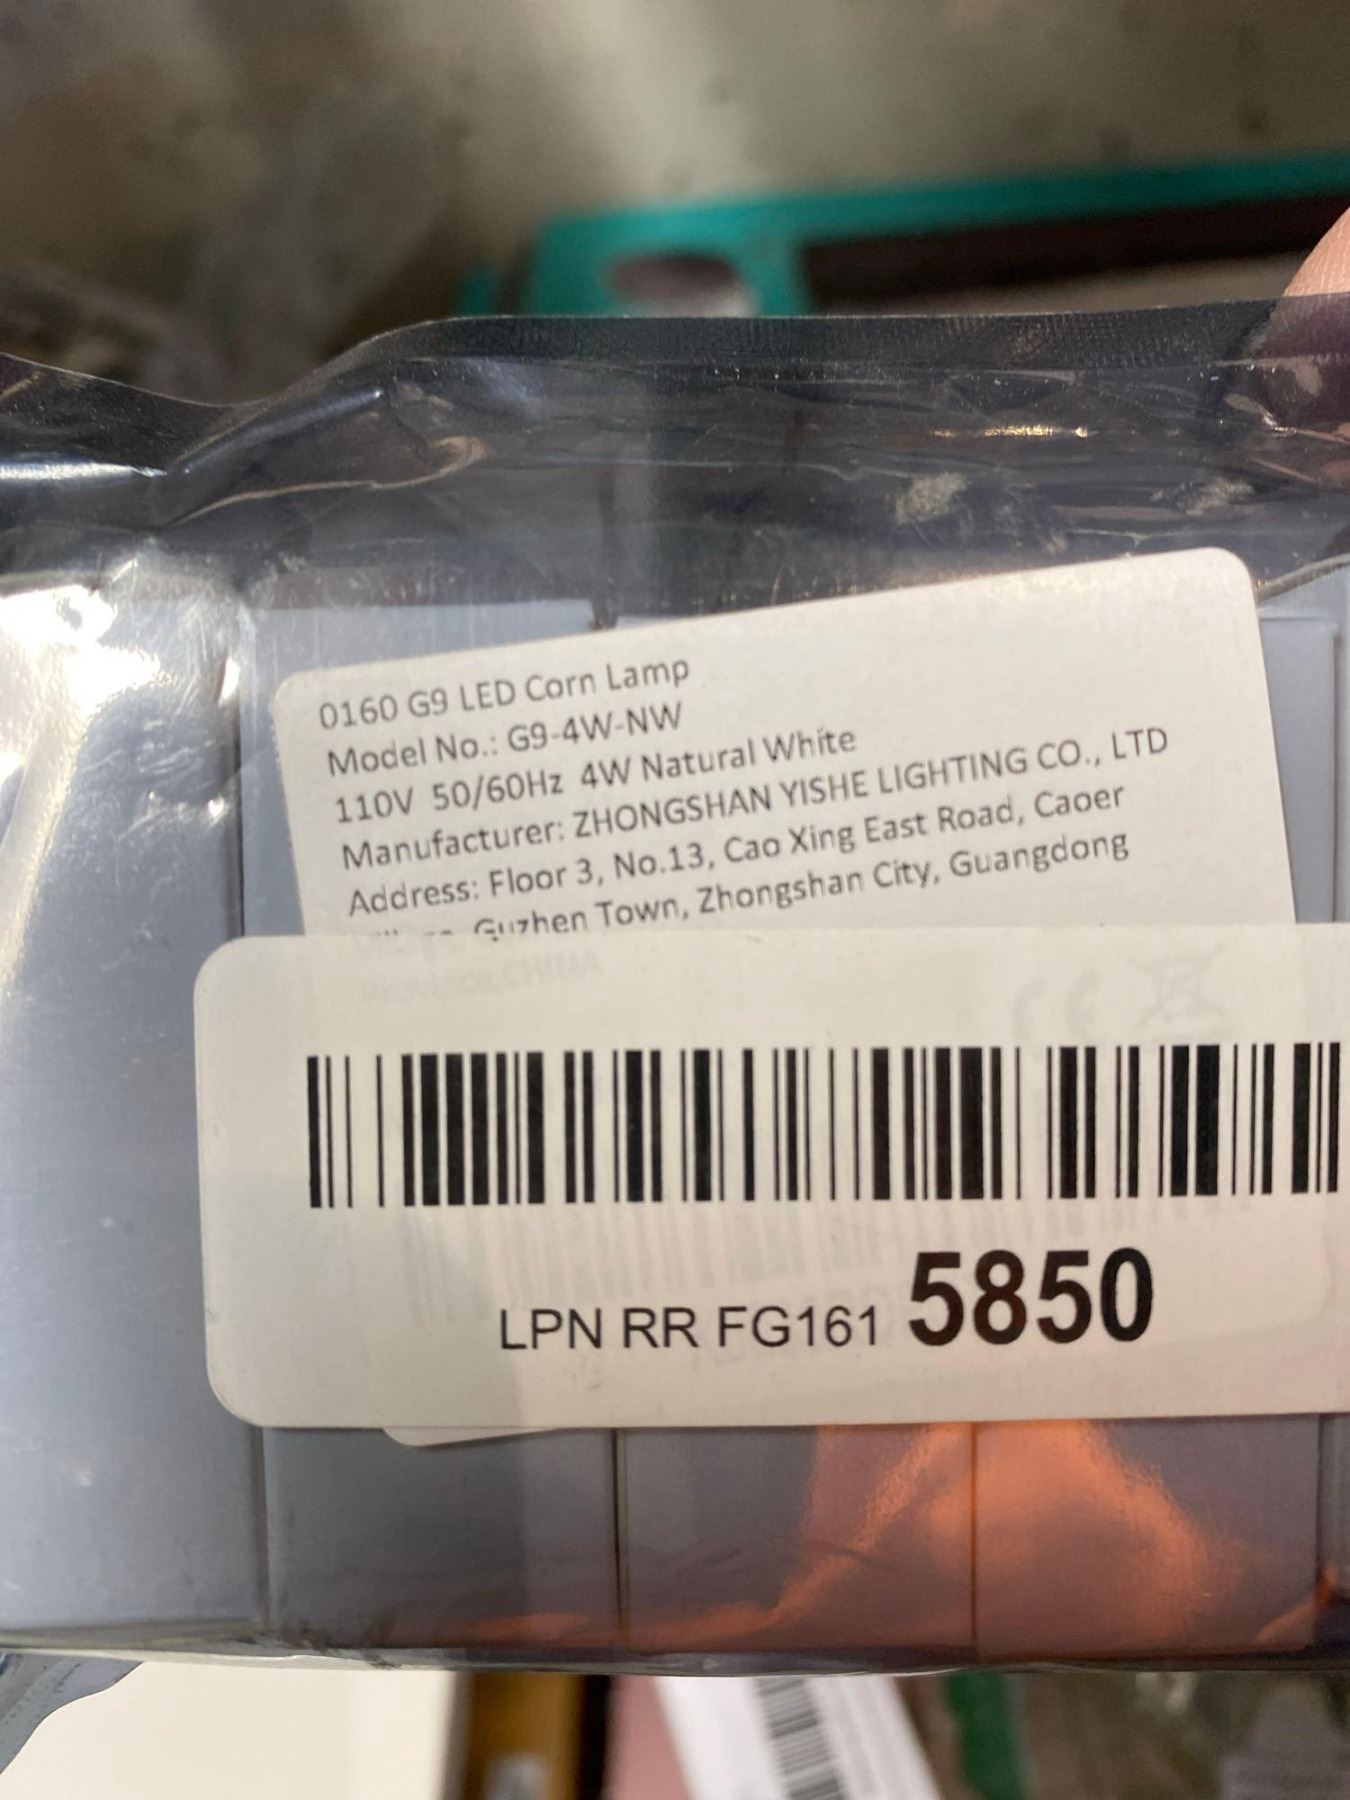 0160 G9 LED Corn Lamp
Model No.: G9-4W-NW
110V 50/60Hz 4W Natural White
Manufacturer: ZHONGSHAN YISHE LIGHTING CO., LTD
Address: Floor 3, No.13, Cao Xing East Road, Caoer
Guzhen Town, Zhongshan City, Guangdong
Province, CHINA
LPN RR FG161 5850